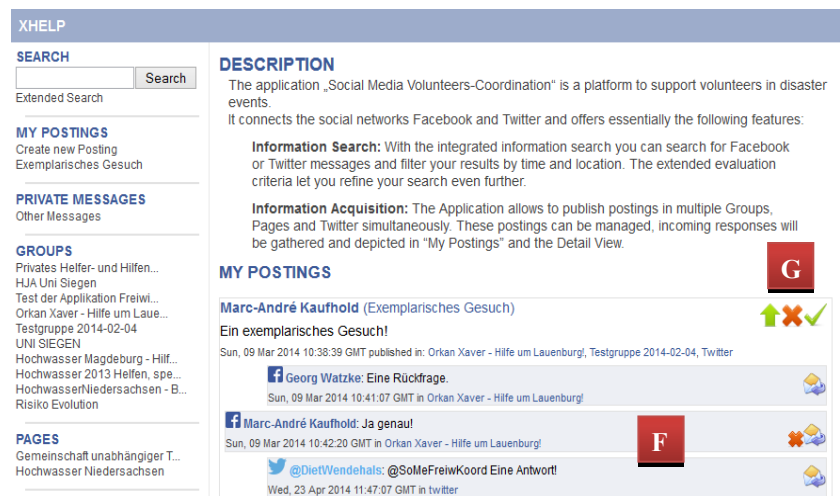 XHELP
SEARCH
Search
Extended Search
MY POSTINGS
Create new Posting
Exemplarisches Gesuch
PRIVATE MESSAGES
Other Messages
GROUPS
Privates Helfer- und Hilfen...
HJA Uni Siegen
Test der Applikation Freiwi...
Orkan Xaver - Hilfe um Laue...
Testgruppe 2014-02-04
UNI SIEGEN
Hochwasser Magdeburg - Hilf...
Hochwasser 2013 Helfen, spe...
HochwasserNiedersachsen - B...
Risiko Evolution
PAGES
Gemeinschaft unabhängiger T...
Hochwasser Niedersachsen
DESCRIPTION
The application „Social Media Volunteers-Coordination“ is a platform to support volunteers in disaster
events.
It connects the social networks Facebook and Twitter and offers essentially the following features:
Information Search: With the integrated information search you can search for Facebook
or Twitter messages and filter your results by time and location. The extended evaluation
criteria let you refine your search even further.
Information Acquisition: The Application allows to publish postings in multiple Groups,
Pages and Twitter simultaneously. These postings can be managed, incoming responses will
be gathered and depicted in “My Postings” and the Detail View.
G
MY POSTINGS
Marc-André Kaufhold (Exemplarisches Gesuch)
Ein exemplarisches Gesuch!
Sun, 09 Mar 2014 10:38:39 GMT published in: Orkan Xaver - Hilfe um Lauenburg!, Testgruppe 2014-02-04, Twitter
Georg Watzke: Eine Rückfrage.
Sun, 09 Mar 2014 10:41:07 GMT in Orkan Xaver - Hilfe um Lauenburg!
Marc-André Kaufhold: Ja genau!
Sun, 09 Mar 2014 10:42:20 GMT in Orkan Xaver - Hilfe um Lauenburg!
F
@DietWendehals: @SoMeFreiwKoord Eine Antwort!
Wed, 23 Apr 2014 11:47:07 GMT in twitter